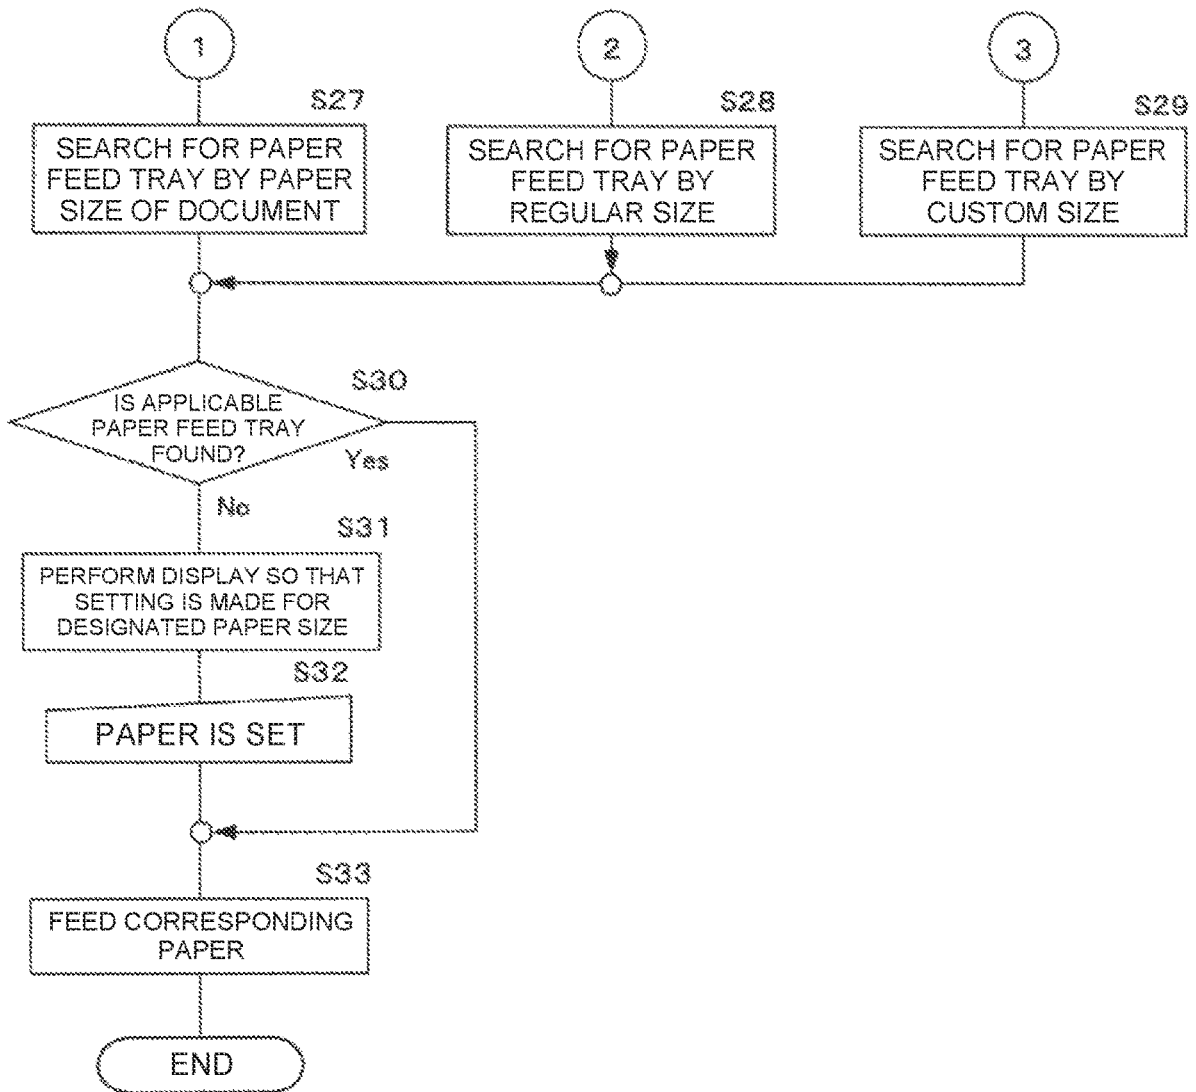 1
2
3
S27
S28
S29
SEARCH FOR PAPER
FEED TRAY BY PAPER
SIZE OF DOCUMENT
SEARCH FOR PAPER
FEED TRAY BY
REGULAR SIZE
SEARCH FOR PAPER
FEED TRAY BY
CUSTOM SIZE
S30
IS APPLICABLE
PAPER FEED TRAY
FOUND?
Yes
No
S31
PERFORM DISPLAY SO THAT
SETTING IS MADE FOR
DESIGNATED PAPER SIZE
S32
PAPER IS SET
S33
FEED CORRESPONDING
PAPER
END